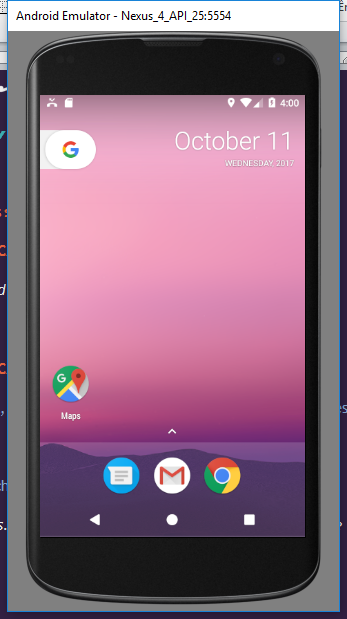 Android Emulator - Nexus_4_API_25:5554
4:00
G
October 11
WEDNESDAY, 2017
G
Maps